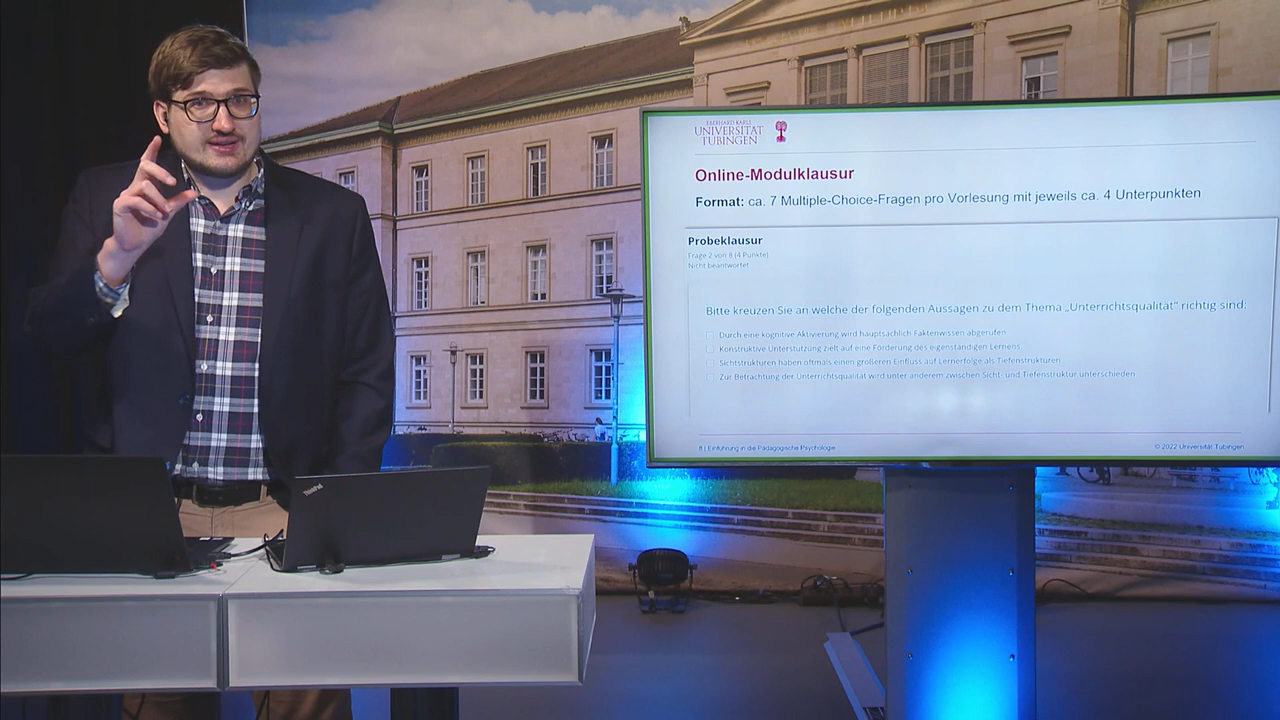 EBERHARD KARLS
UNIVERSITÄT
TÜBINGEN
Online-Modulklausur
Format: ca. 7 Multiple-Choice-Fragen pro Vorlesung mit jeweils ca. 4 Unterpunkten
Probeklausur
Frage 2 von 8 (4 Punkte)
Nicht beantwortet
Bitte kreuzen Sie an welche der folgenden Aussagen zu dem Thema „Unterrichtsqualität" richtig sind:
Durch eine kognitive Aktivierung wird hauptsächlich Faktenwissen abgerufen
Konstruktive Unterstützung zielt auf eine Förderung des eigenständigen Lernens.
Sichtstrukturen haben oftmals einen größeren Einfluss auf Lernerfolge als Tiefenstrukturen.
Zur Betrachtung der Unterrichtsqualität wird unter anderem zwischen Sicht- und Tiefenstruktur unterschieden
8 | Einführung in die Pädagogische Psychologie
© 2022 Universität Tübingen
ThinkPad